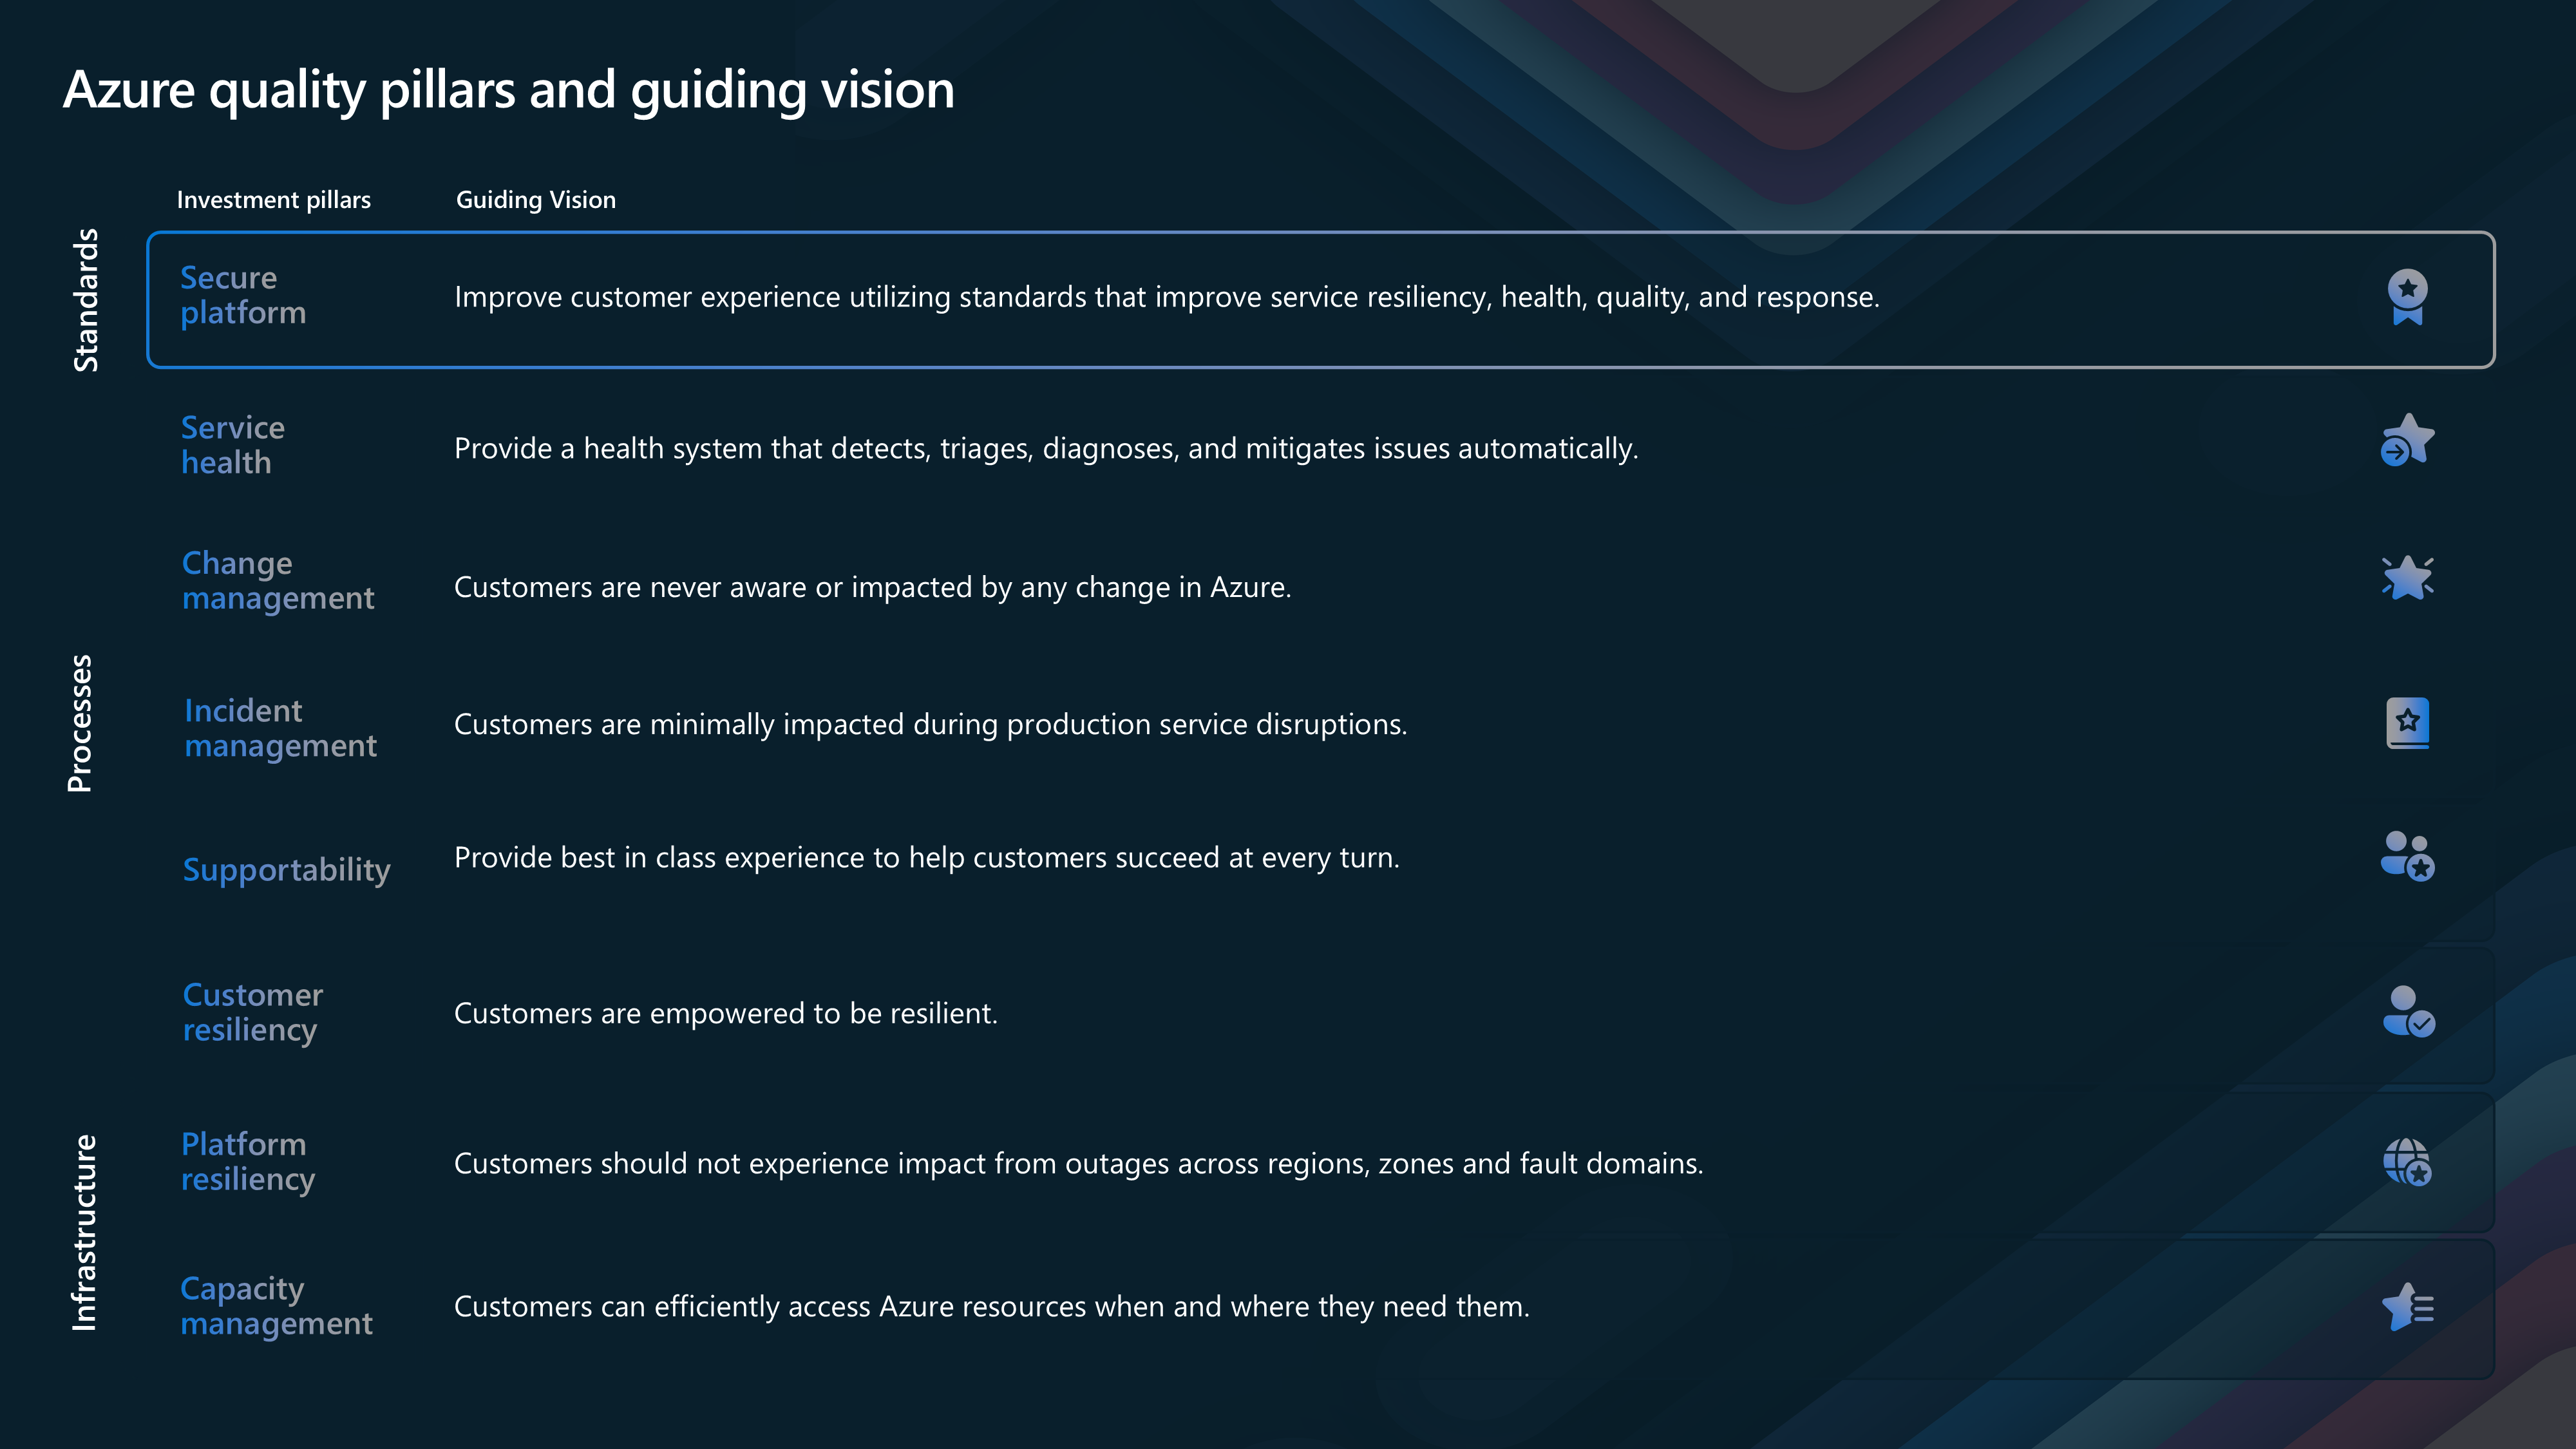 Azure quality pillars and guiding vision
Investment pillars
Guiding Vision
Standards
Secure
platform
Improve customer experience utilizing standards that improve service resiliency, health, quality, and response.
Processes
Service
health
Provide a health system that detects, triages, diagnoses, and mitigates issues automatically.
Change
management
Customers are never aware or impacted by any change in Azure.
Incident
management
Customers are minimally impacted during production service disruptions.
Supportability
Provide best in class experience to help customers succeed at every turn.
Customer
resiliency
Customers are empowered to be resilient.
Infrastructure
Platform
resiliency
Customers should not experience impact from outages across regions, zones and fault domains.
Capacity
management
Customers can efficiently access Azure resources when and where they need them.